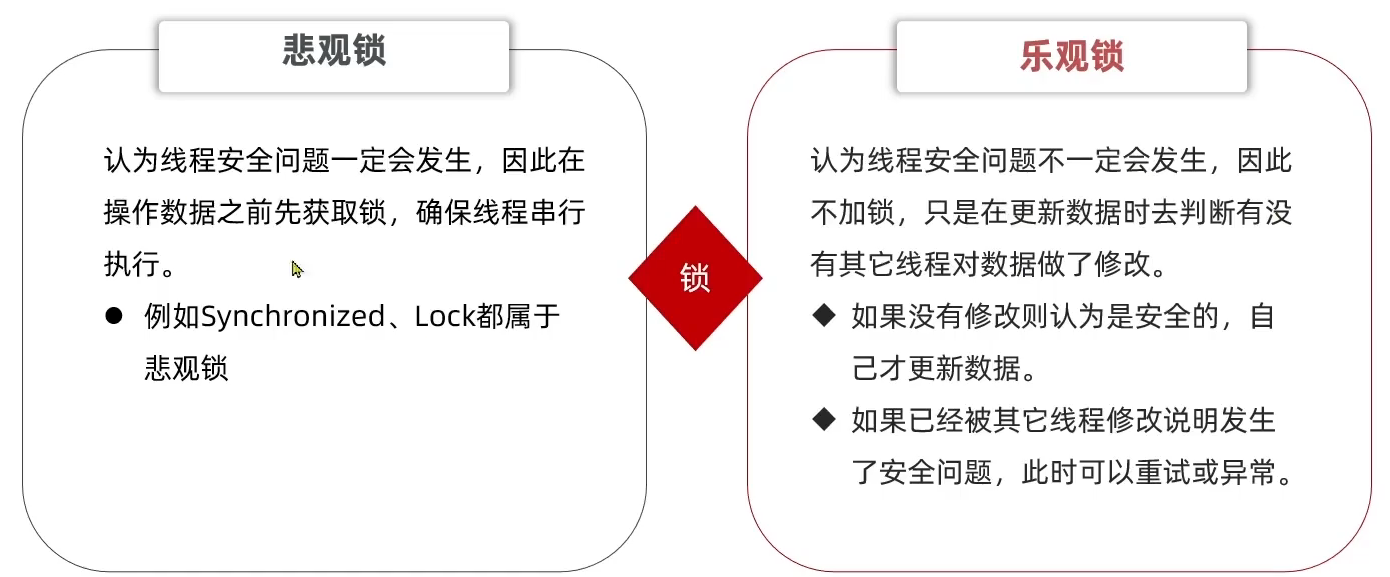 悲观锁
认为线程安全问题一定会发生，因此在
操作数据之前先获取锁，确保线程串行
执行。
● 例如Synchronized、Lock都属于
悲观锁
锁
乐观锁
认为线程安全问题不一定会发生，因此
不加锁，只是在更新数据时去判断有没
有其它线程对数据做了修改。
◆ 如果没有修改则认为是安全的，自
己才更新数据。
◆ 如果已经被其它线程修改说明发生
了安全问题，此时可以重试或异常。